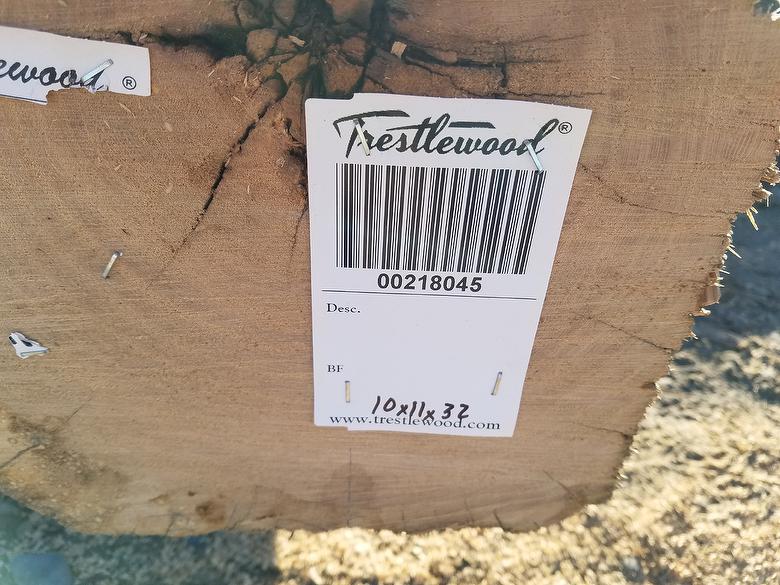 ewood ®
Trestlewood ®
00218045
Desc.
BF
10x11x32
www.trestlewood.com